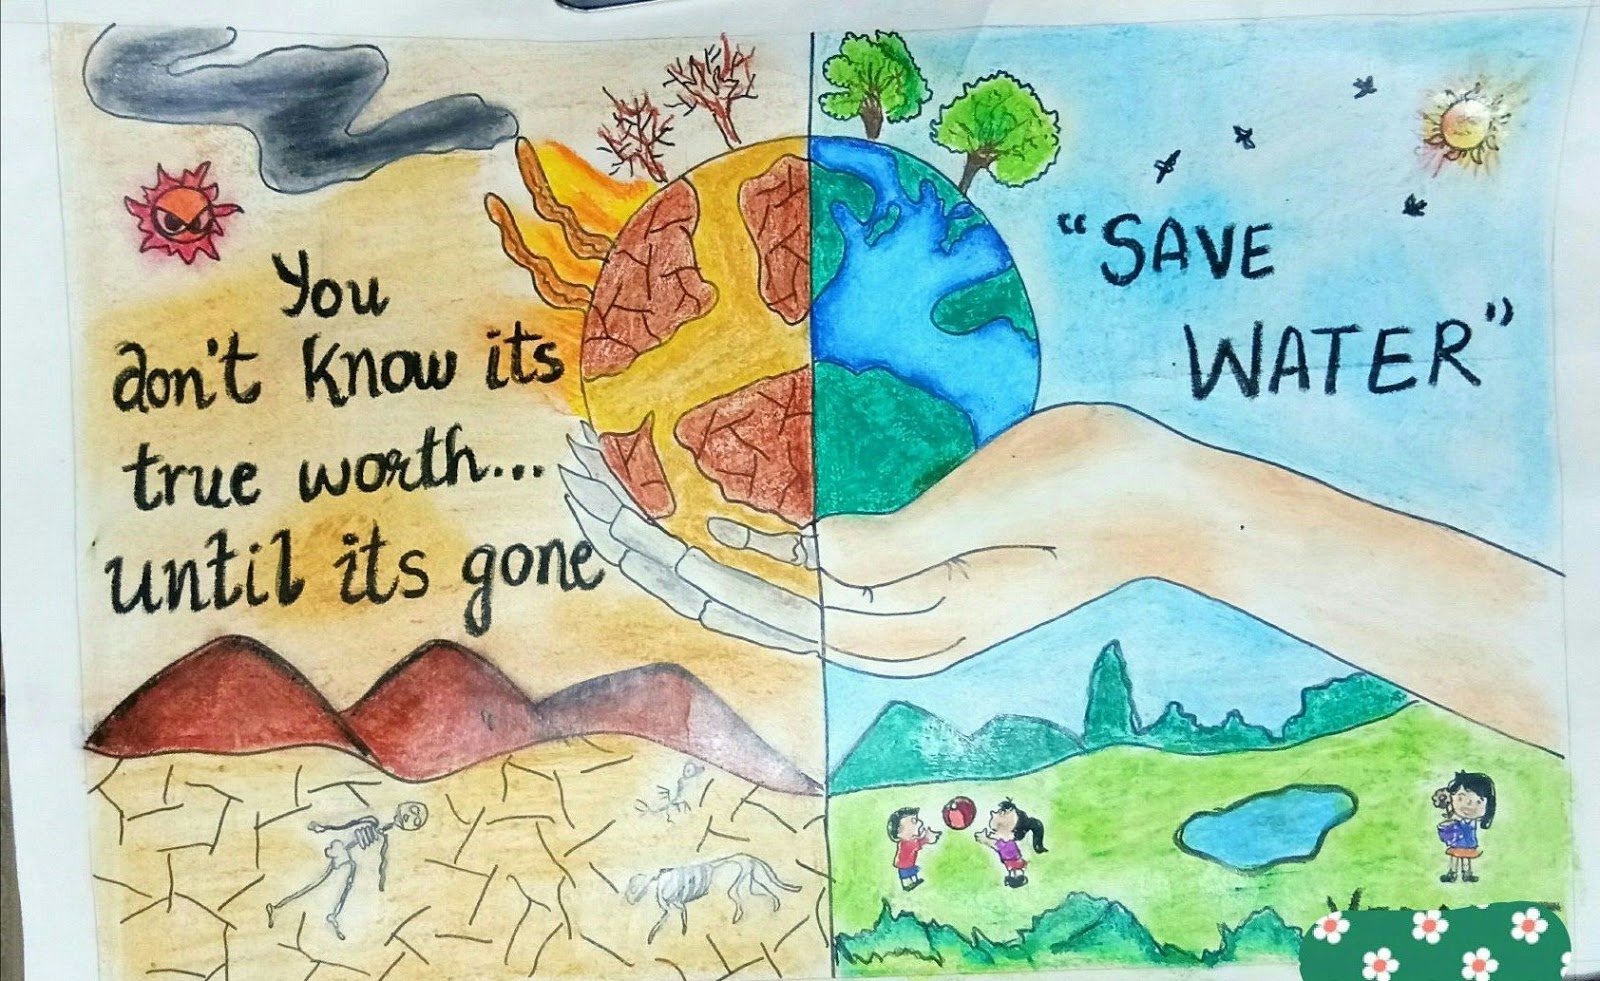 You
don't know its
true worth...
until its gone
"SAVE
WATER"